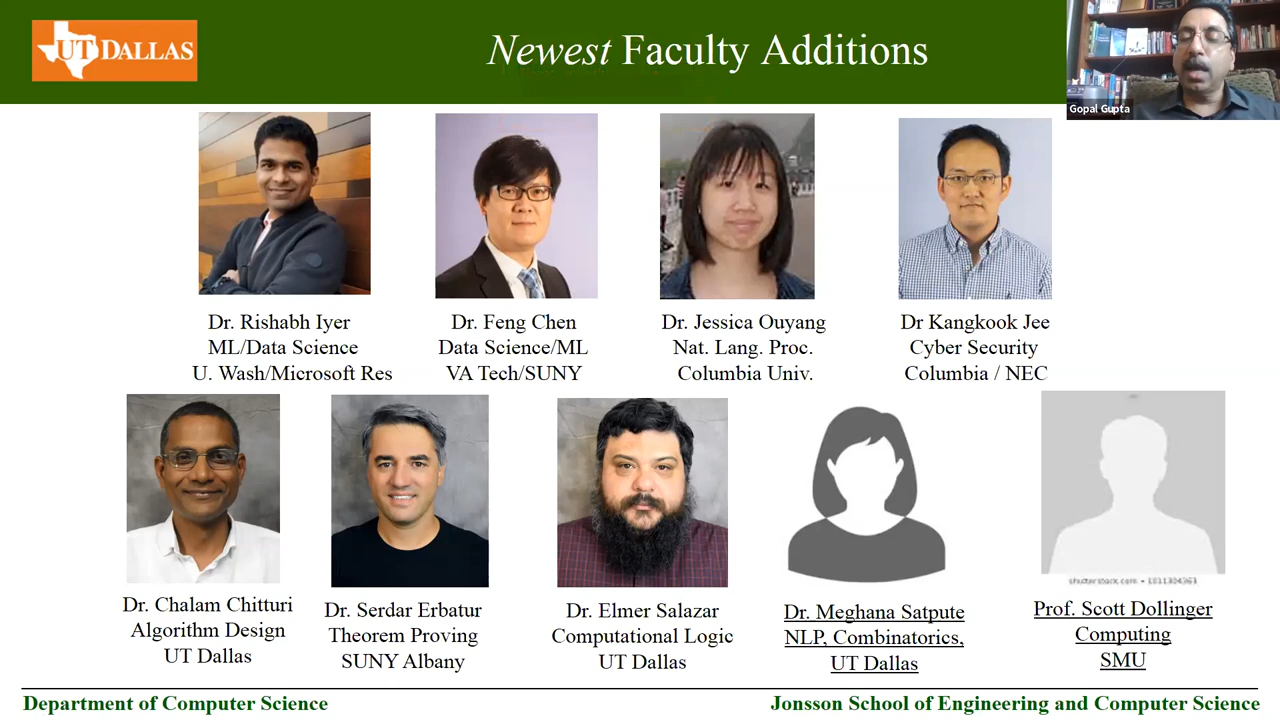 UT DALLAS
Newest Faculty Additions
Gopal Gupta
Dr. Rishabh Iyer
ML/Data Science
U. Wash/Microsoft Res
Dr. Feng Chen
Data Science/ML
VA Tech/SUNY
Dr. Jessica Ouyang
Nat. Lang. Proc.
Columbia Univ.
Dr Kangkook Jee
Cyber Security
Columbia / NEC
Dr. Chalam Chitturi
Algorithm Design
UT Dallas
Dr. Serdar Erbatur
Theorem Proving
SUNY Albany
Dr. Elmer Salazar
Computational Logic
UT Dallas
Dr. Meghana Satpute
NLP, Combinatorics,
UT Dallas
shutterstock.com • 1011304363
Prof. Scott Dollinger
Computing
SMU
Department of Computer Science
Jonsson School of Engineering and Computer Science